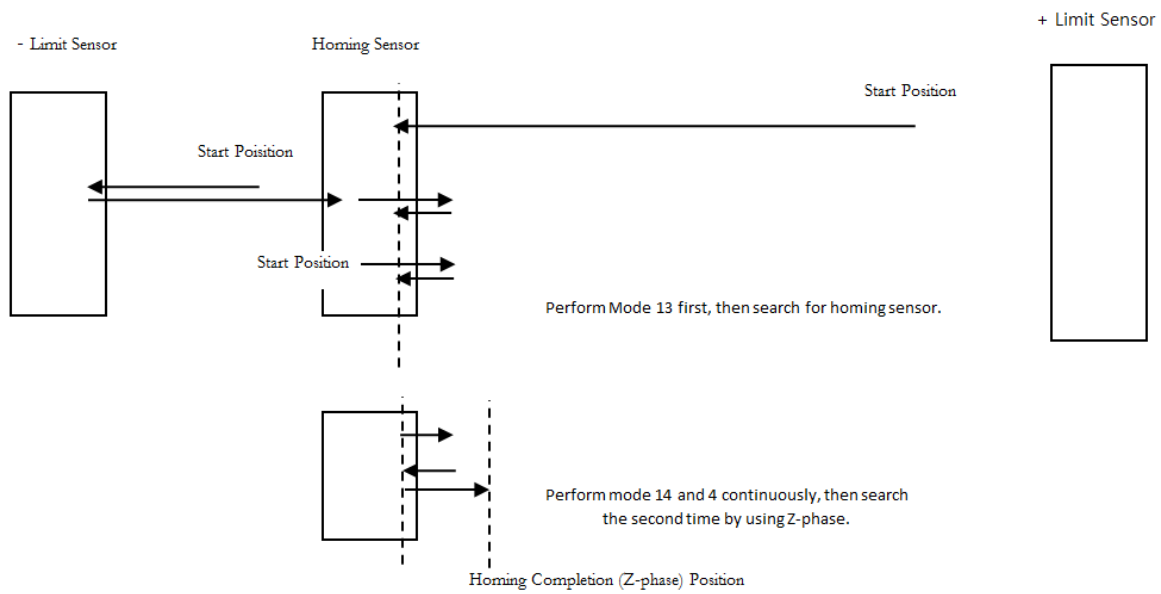 + Limit Sensor
- Limit Sensor
Homing Sensor
Start Position
Start Poisition
Start Position
Perform Mode 13 first, then search for homing sensor.
Perform mode 14 and 4 continuously, then search
the second time by using Z-phase.
Homing Completion (Z-phase) Position